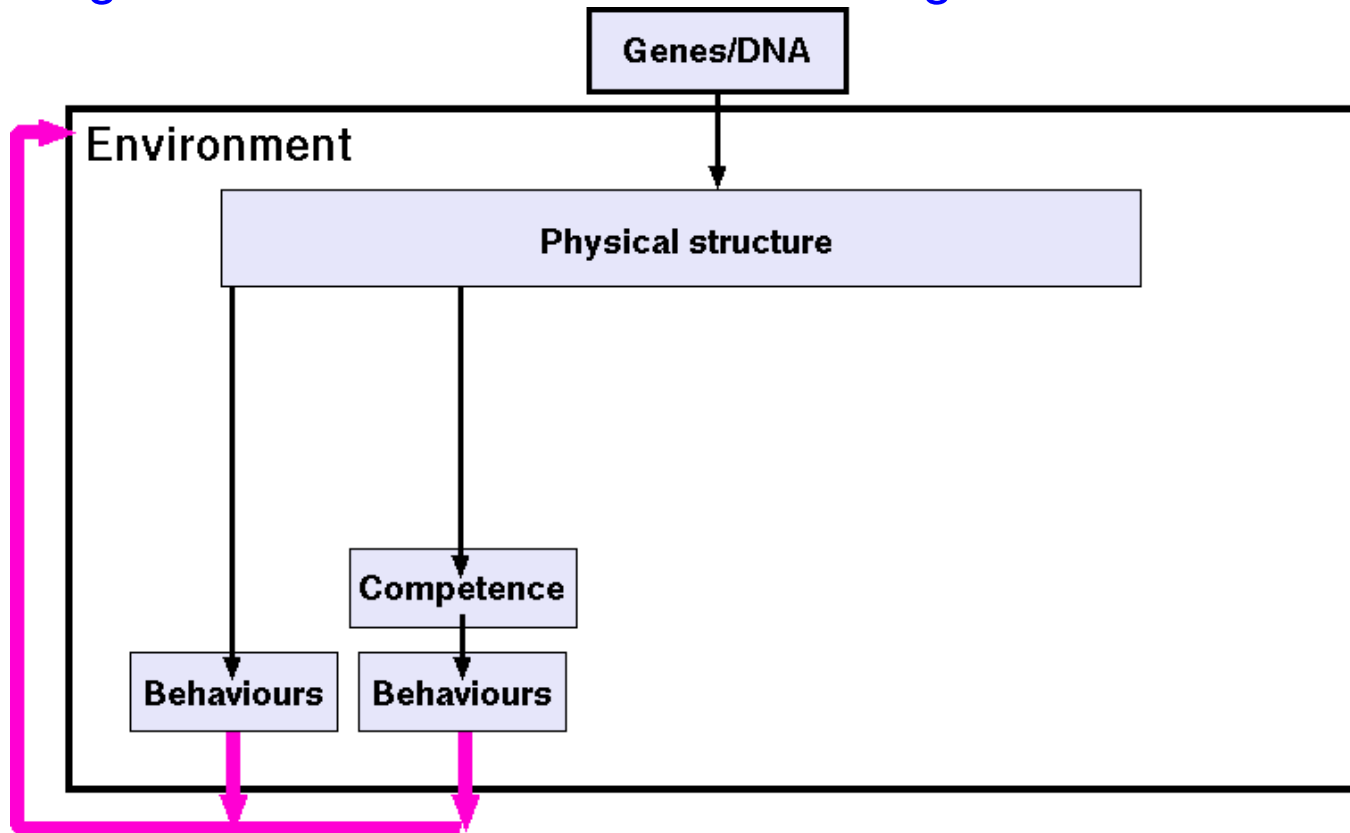 Genes/DNA
Environment
Physical structure
Competence
Behaviours
Behaviours